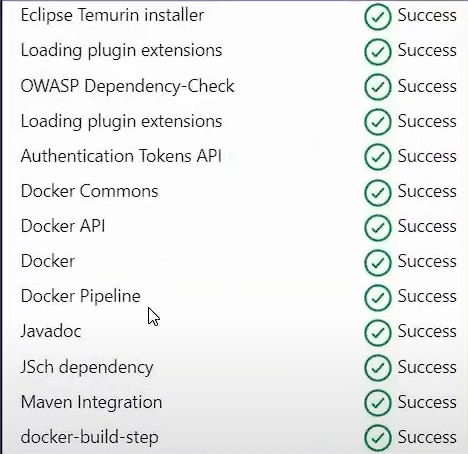 Eclipse Temurin installer Success
Loading plugin extensions Success
OWASP Dependency-Check Success
Loading plugin extensions Success
Authentication Tokens API Success
Docker Commons Success
Docker API Success
Docker Success
Docker Pipeline Success
Javadoc Success
JSch dependency Success
Maven Integration Success
docker-build-step Success